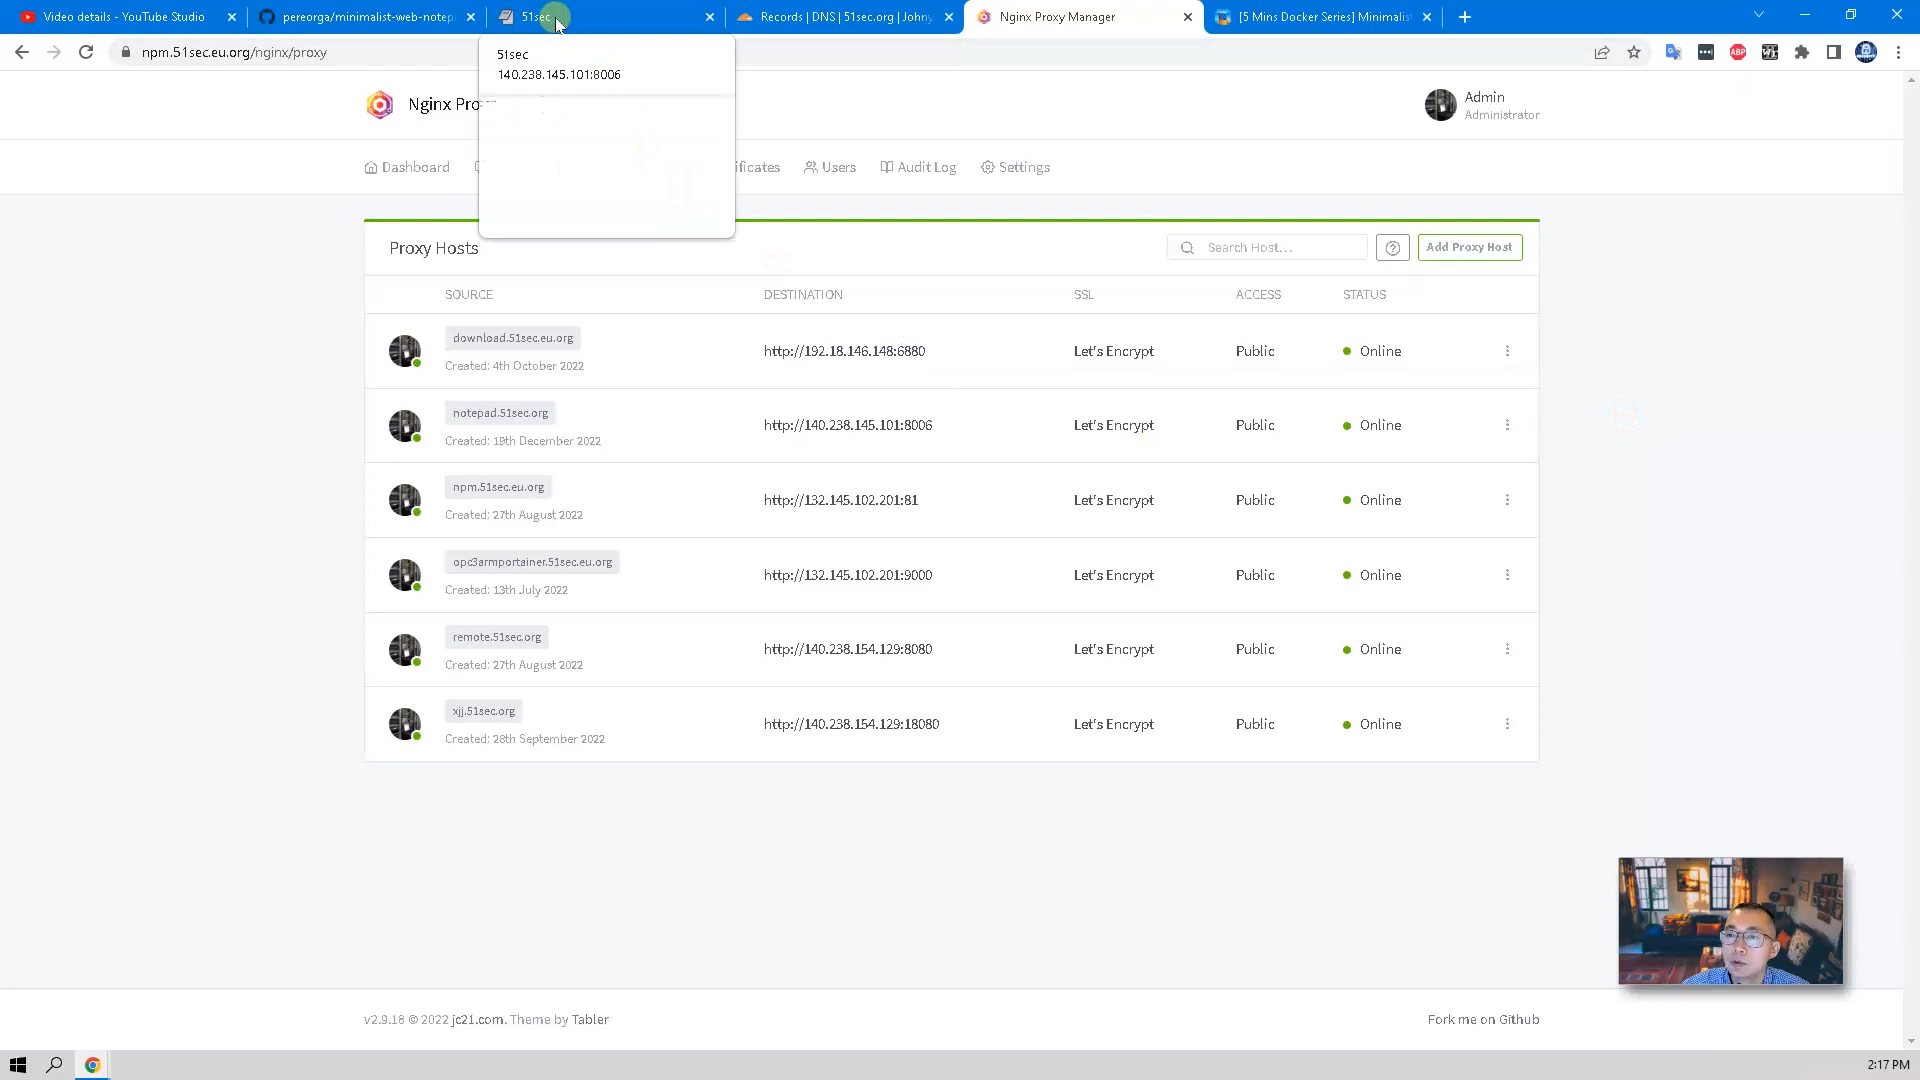 Video details - YouTube Studio
pereorga/minimalist-web-notep
51sec
Records | DNS | 51sec.org | Johny
Nginx Proxy Manager
[5 Mins Docker Series] Minimalis
npm.51sec.eu.org/nginx/proxy
51sec
140.238.145.101:8006
Nginx Pro
Admin
Administrator
Dashboard
ificates
Users
Audit Log
Settings
Proxy Hosts
Search Host...
Add Proxy Host
SOURCE DESTINATION SSL ACCESS STATUS
download.51sec.eu.org
Created: 4th October 2022
http://192.18.146.148:6880 Let's Encrypt Public Online
notepad.51sec.org
Created: 19th December 2022
http://140.238.145.101:8006 Let's Encrypt Public Online
npm.51sec.eu.org
Created: 27th August 2022
http://132.145.102.201:81 Let's Encrypt Public Online
opc3armportainer.51sec.eu.org
Created: 13th July 2022
http://132.145.102.201:9000 Let's Encrypt Public Online
remote.51sec.org
Created: 27th August 2022
http://140.238.154.129:8080 Let's Encrypt Public Online
xjj.51sec.org
Created: 28th September 2022
http://140.238.154.129:18080 Let's Encrypt Public Online
v2.9.18 © 2022 jc21.com. Theme by Tabler
Fork me on Github
2:17 PM